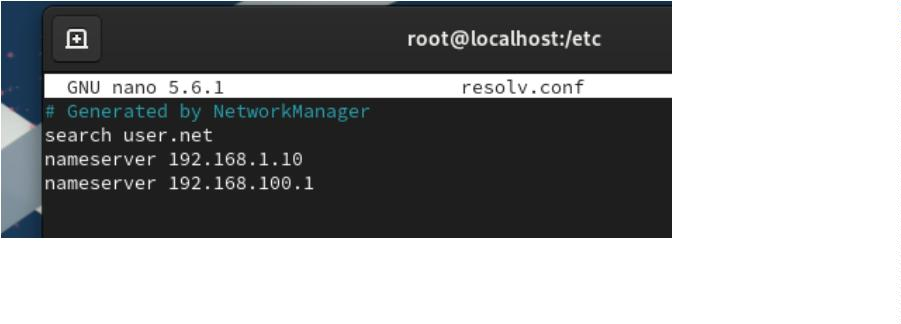 root@localhost:/etc
GNU nano 5.6.1 resolv.conf
# Generated by NetworkManager
search user.net
nameserver 192.168.1.10
nameserver 192.168.100.1